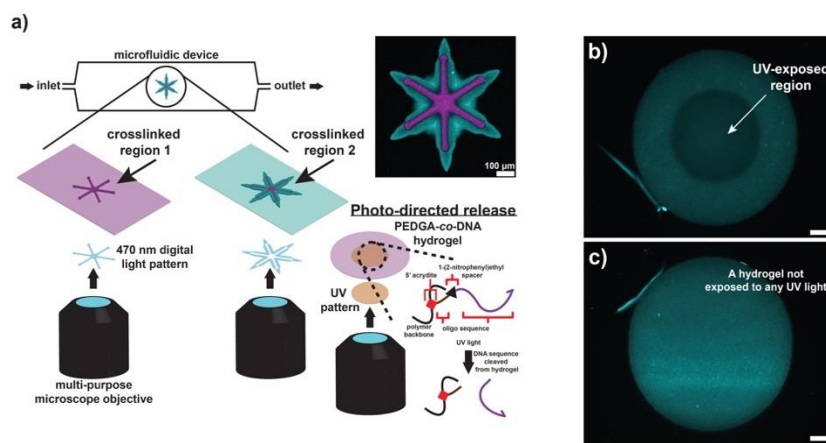 a)
microfluidic device
inlet
outlet
crosslinked
region 1
crosslinked
region 2
100 µm
470 nm digital
light pattern
multi-purpose
microscope objective
Photo-directed release
PEDGA-co-DNA
hydrogel
1-(2-nitrophenyl)ethyl
spacer
5' acrydite
UV
pattern
polymer
backbone
oligo sequence
UV light
DNA sequence
cleaved
from hydrogel
b)
UV-exposed
region
c)
A hydrogel not
exposed to any UV light